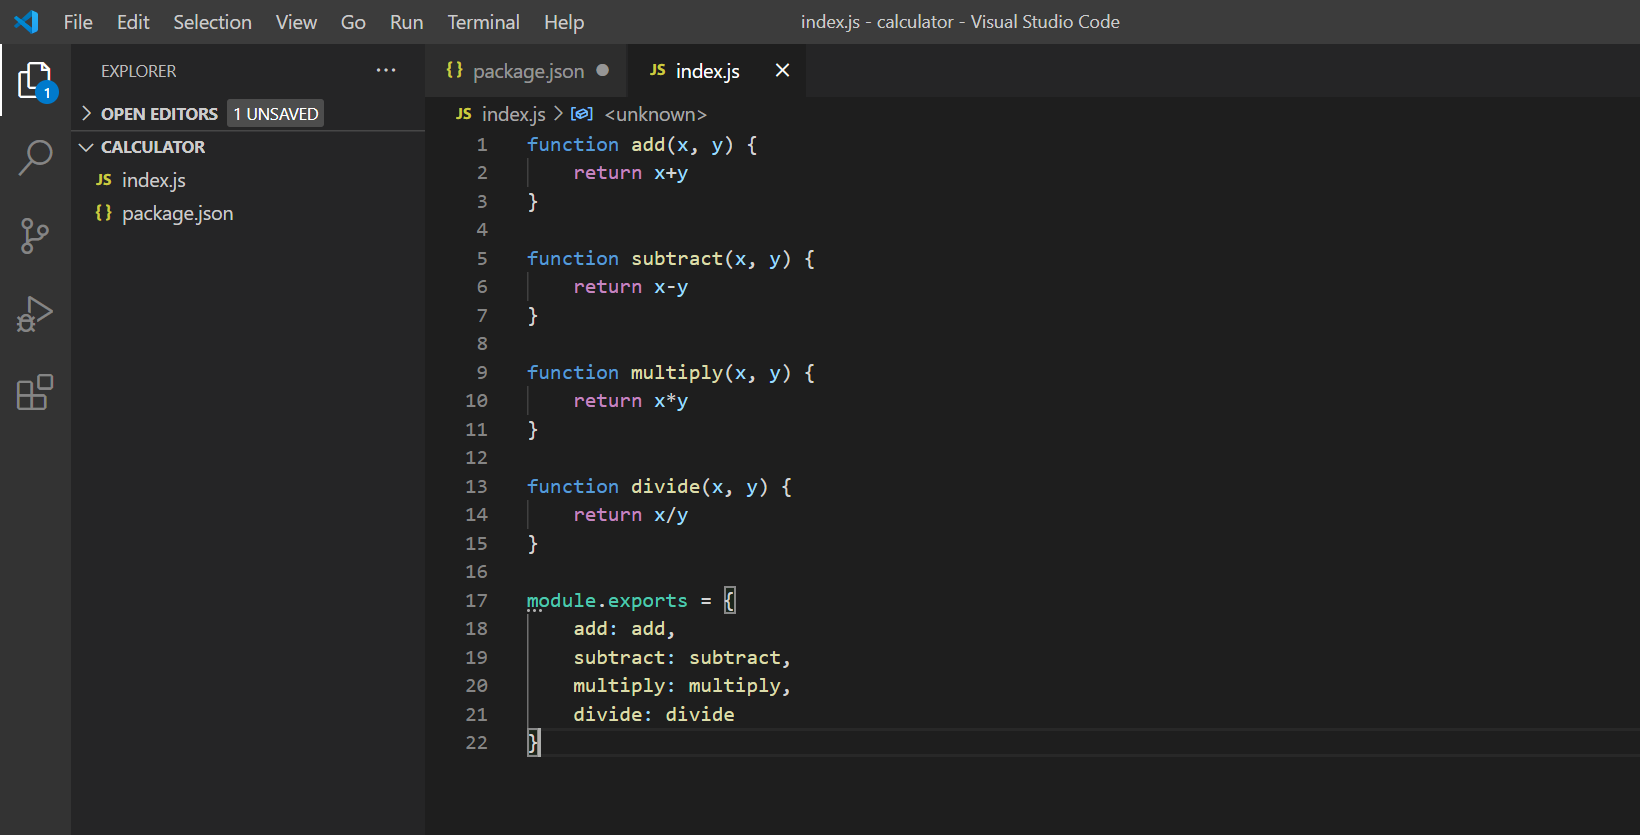 File Edit Selection View Go Run Terminal Help index.js - calculator - Visual Studio Code
1
EXPLORER ...
OPEN EDITORS 1 UNSAVED
CALCULATOR
JS index.js
{} package.json
{} package.json ● JS index.js ×
JS index.js > <unknown>
1 function add(x, y) {
2     return x+y
3 }
4
5 function subtract(x, y) {
6     return x-y
7 }
8
9 function multiply(x, y) {
10     return x*y
11 }
12
13 function divide(x, y) {
14     return x/y
15 }
16
17 module.exports = {
18     add: add,
19     subtract: subtract,
20     multiply: multiply,
21     divide: divide
22 }